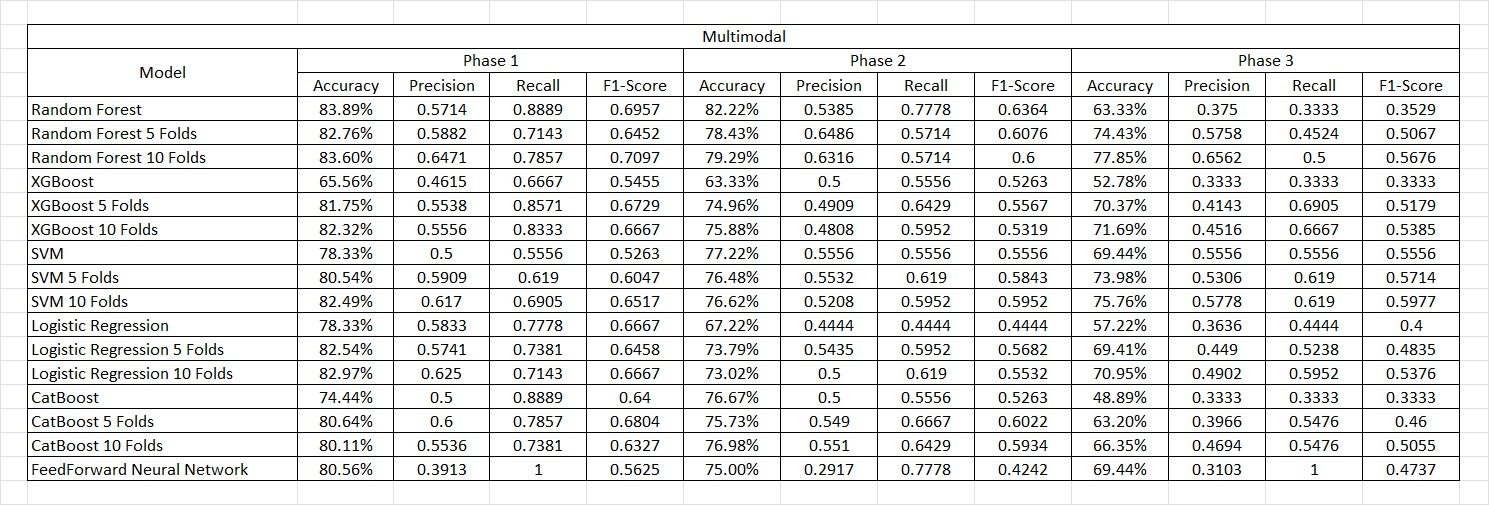 Multimodal
Model Phase 1 Phase 2 Phase 3
Accuracy Precision Recall F1-Score Accuracy Precision Recall F1-Score Accuracy Precision Recall F1-Score
Random Forest 83.89% 0.5714 0.8889 0.6957 82.22% 0.5385 0.7778 0.6364 63.33% 0.375 0.3333 0.3529
Random Forest 5 Folds 82.76% 0.5882 0.7143 0.6452 78.43% 0.6486 0.5714 0.6076 74.43% 0.5758 0.4524 0.5067
Random Forest 10 Folds 83.60% 0.6471 0.7857 0.7097 79.29% 0.6316 0.5714 0.6 77.85% 0.6562 0.5 0.5676
XGBoost 65.56% 0.4615 0.6667 0.5455 63.33% 0.5 0.5556 0.5263 52.78% 0.3333 0.3333 0.3333
XGBoost 5 Folds 81.75% 0.5538 0.8571 0.6729 74.96% 0.4909 0.6429 0.5567 70.37% 0.4143 0.6905 0.5179
XGBoost 10 Folds 82.32% 0.5556 0.8333 0.6667 75.88% 0.4808 0.5952 0.5319 71.69% 0.4516 0.6667 0.5385
SVM 78.33% 0.5 0.5556 0.5263 77.22% 0.5556 0.5556 0.5556 69.44% 0.5556 0.5556 0.5556
SVM 5 Folds 80.54% 0.5909 0.619 0.6047 76.48% 0.5532 0.619 0.5843 73.98% 0.5306 0.619 0.5714
SVM 10 Folds 82.49% 0.617 0.6905 0.6517 76.62% 0.5208 0.5952 0.5952 75.76% 0.5778 0.619 0.5977
Logistic Regression 78.33% 0.5833 0.7778 0.6667 67.22% 0.4444 0.4444 0.4444 57.22% 0.3636 0.4444 0.4
Logistic Regression 5 Folds 82.54% 0.5741 0.7381 0.6458 73.79% 0.5435 0.5952 0.5682 69.41% 0.449 0.5238 0.4835
Logistic Regression 10 Folds 82.97% 0.625 0.7143 0.6667 73.02% 0.5 0.619 0.5532 70.95% 0.4902 0.5952 0.5376
CatBoost 74.44% 0.5 0.8889 0.64 76.67% 0.5 0.5556 0.5263 48.89% 0.3333 0.3333 0.3333
CatBoost 5 Folds 80.64% 0.6 0.7857 0.6804 75.73% 0.549 0.6667 0.6022 63.20% 0.3966 0.5476 0.46
CatBoost 10 Folds 80.11% 0.5536 0.7381 0.6327 76.98% 0.551 0.6429 0.5934 66.35% 0.4694 0.5476 0.5055
FeedForward Neural Network 80.56% 0.3913 1 0.5625 75.00% 0.2917 0.7778 0.4242 69.44% 0.3103 1 0.4737